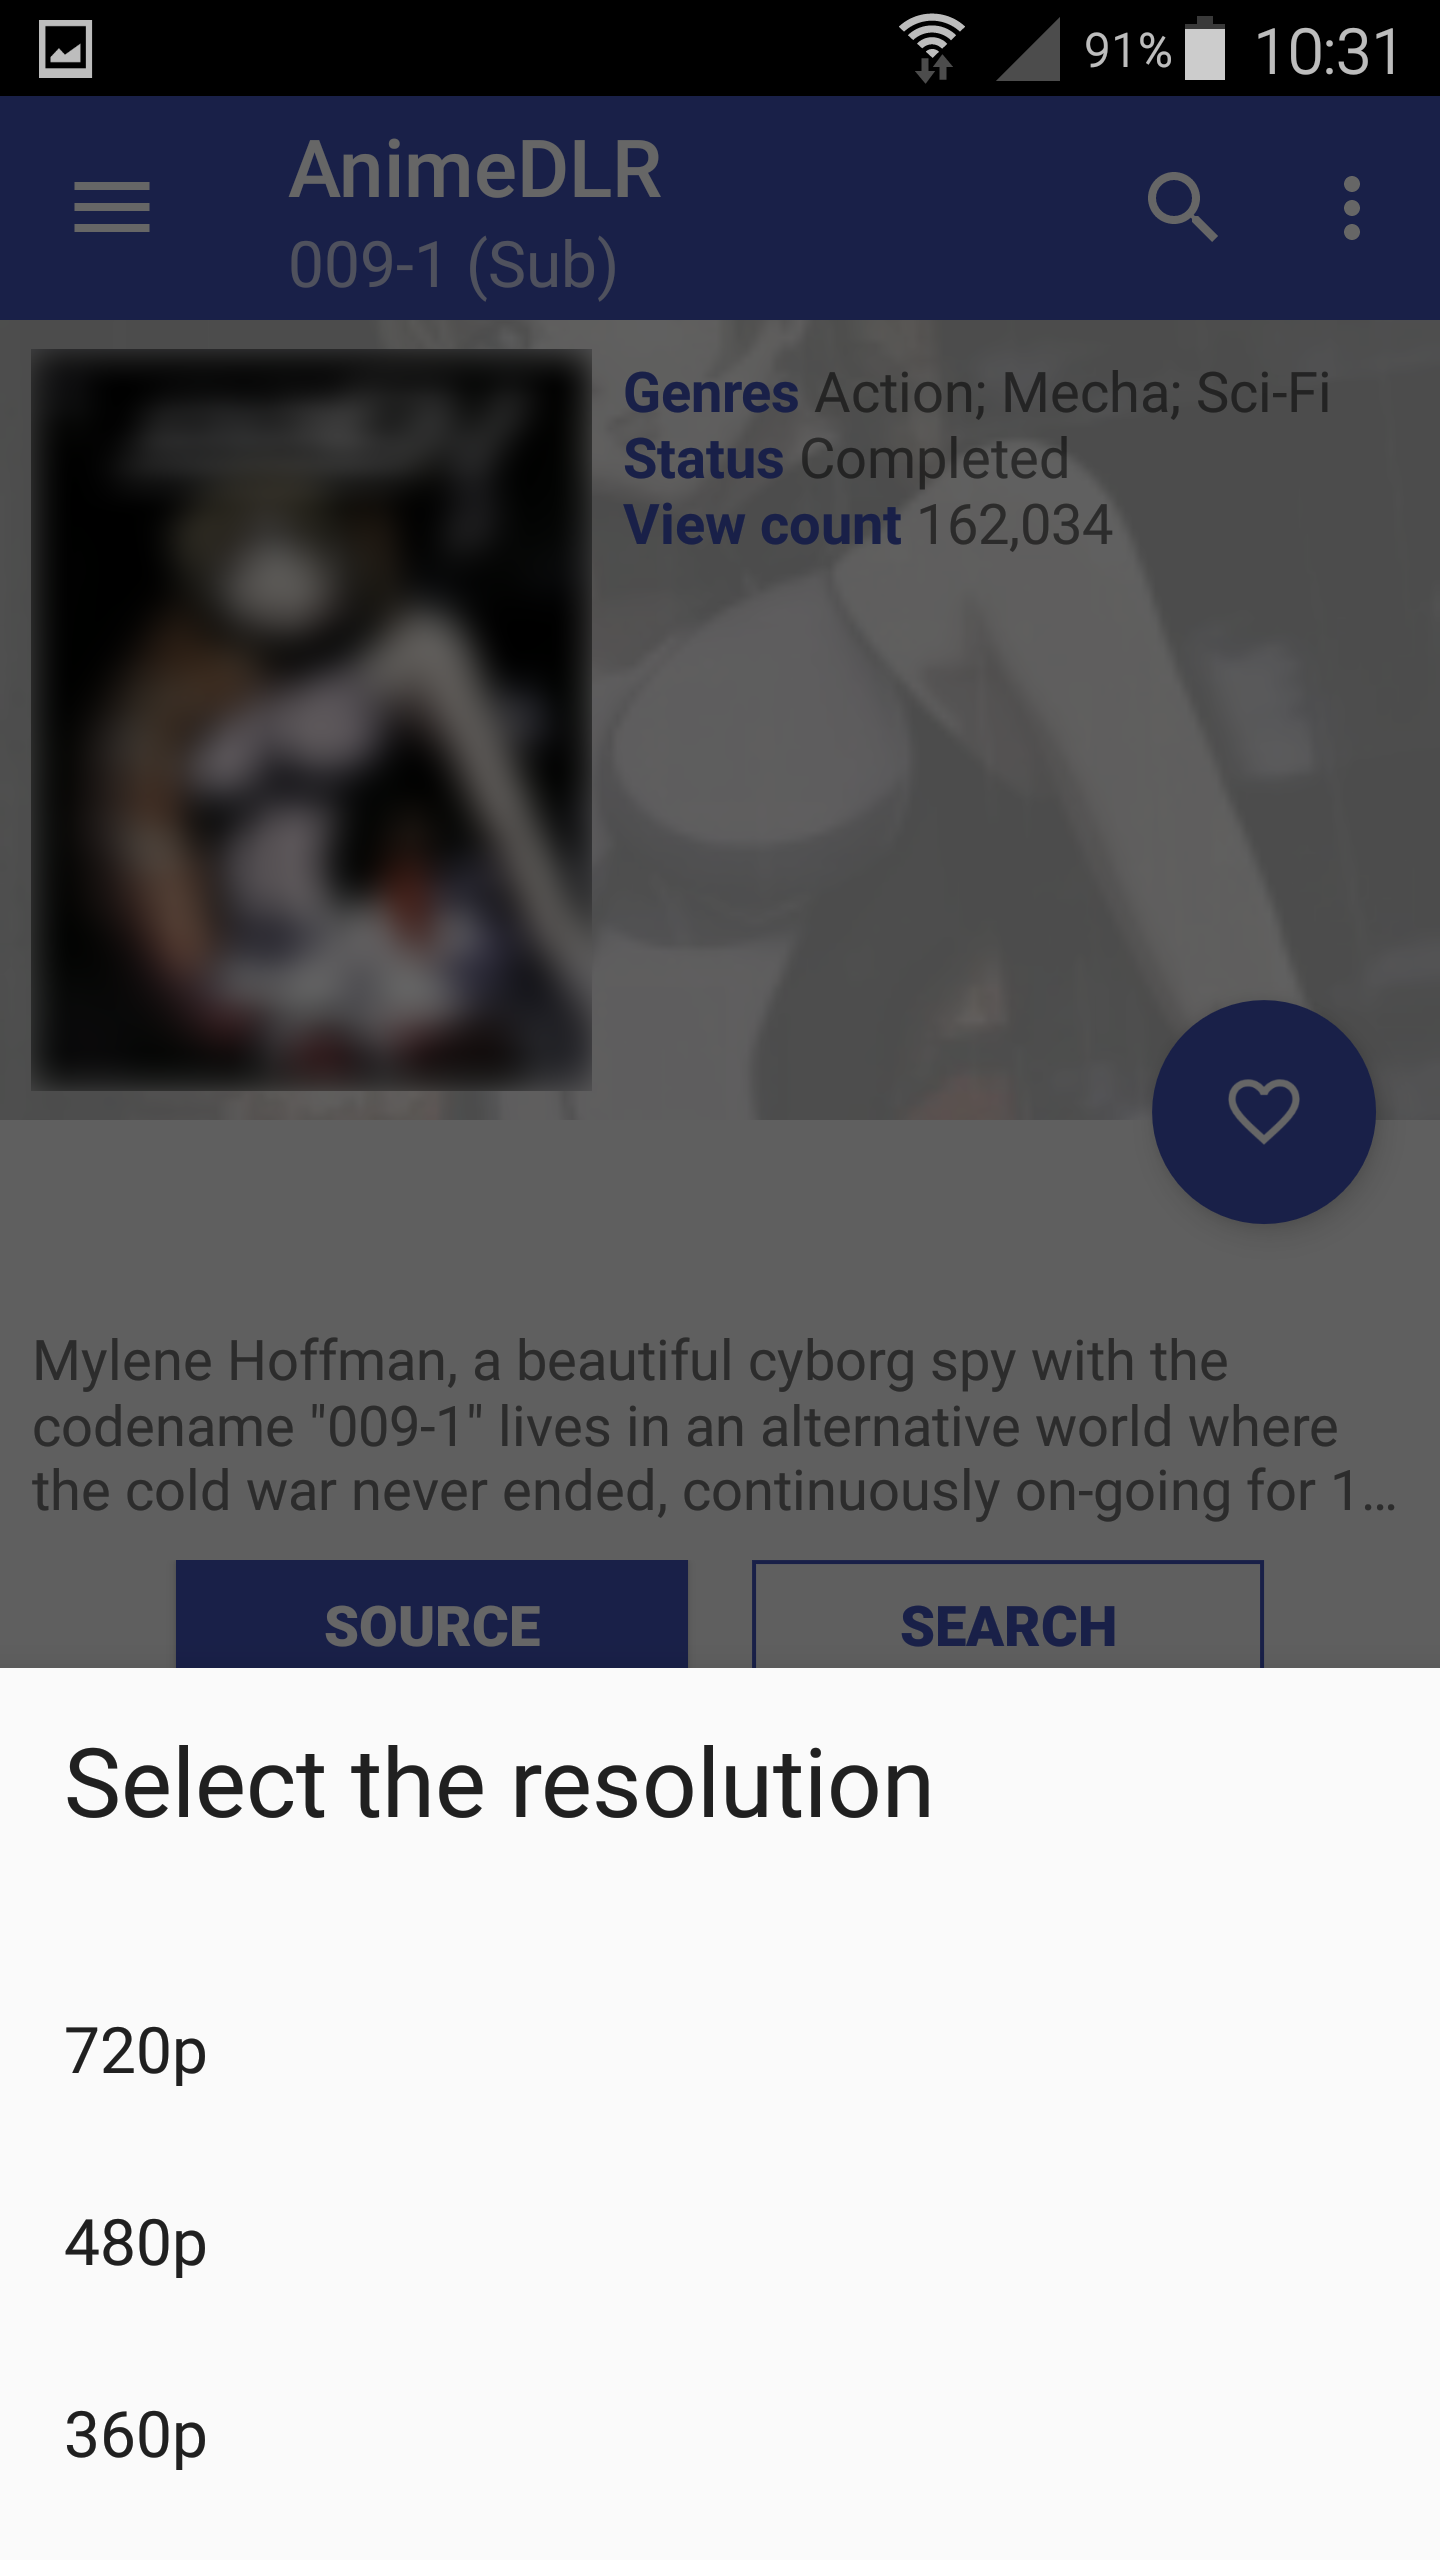 91% 10:31
AnimeDLR
009-1 (Sub)
Genres Action; Mecha; Sci-Fi
Status Completed
View count 162,034
Mylene Hoffman, a beautiful cyborg spy with the
codename "009-1" lives in an alternative world where
the cold war never ended, continuously on-going for 1...
SOURCE SEARCH
Select the resolution
720p
480p
360p